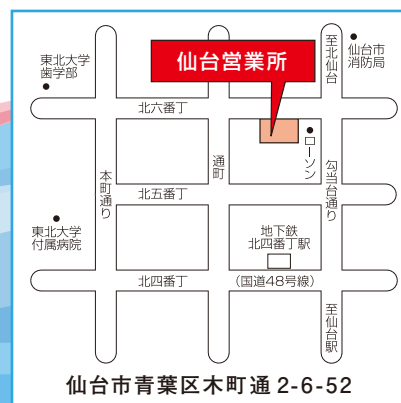 東北大学
歯学部
至北仙台
仙台市
消防局
仙台営業所
北六番丁
ローソン
本町通り
通町
勾当台通り
北五番丁
東北大学
付属病院
地下鉄
北四番丁駅
北四番丁
(国道48号線)
至仙台駅
仙台市青葉区木町通 2-6-52